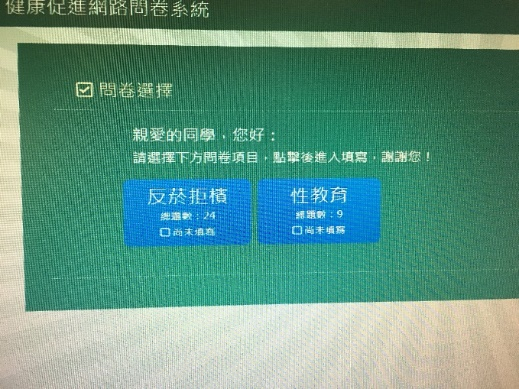 健康促進網路問卷系統
問卷選擇
親愛的同學，您好：
請選擇下方問卷項目，點擊後進入填寫，謝謝您！
反菸拒檳
總題數：24
尚未填寫
性教育
總題數：9
尚未填寫